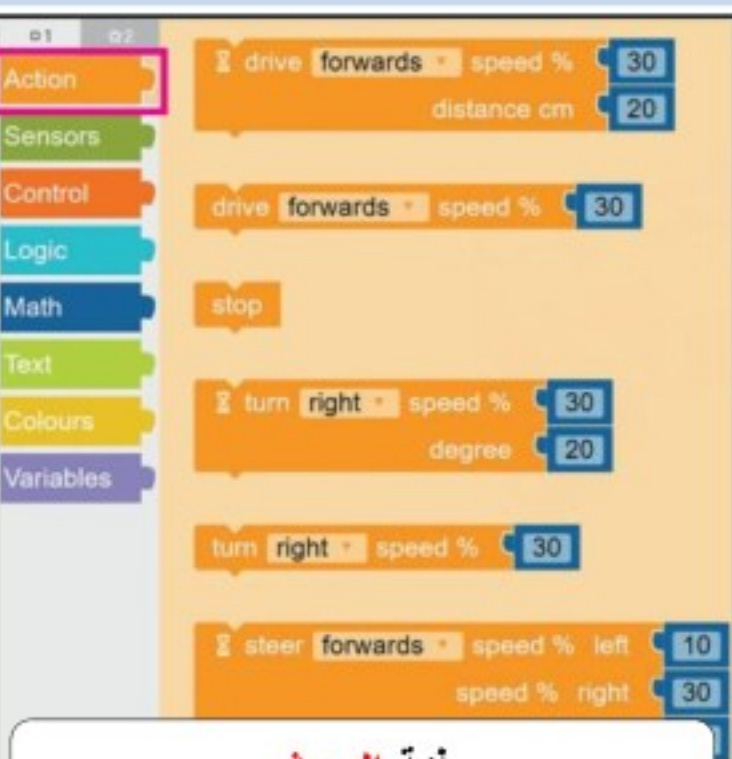 1 2
Action
Sensors
Control
Logic
Math
Text
Colours
Variables
drive forwards speed % 30
distance cm 20
drive forwards speed % 30
stop
turn right speed % 30
degree 20
turn right speed % 30
steer forwards speed % left 10
speed % right 30